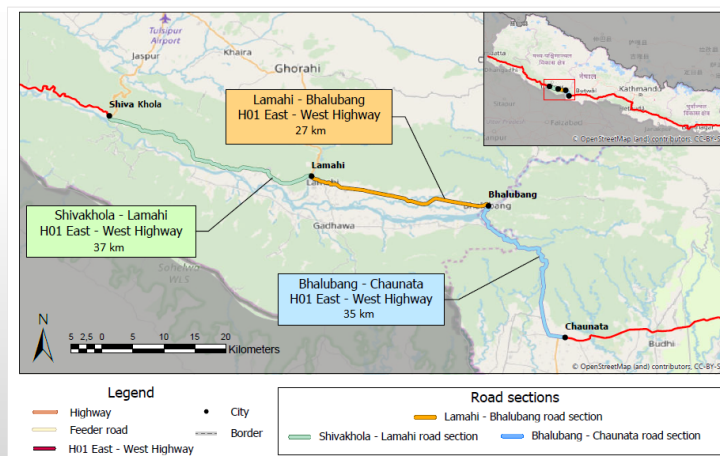 Tulsipur
Airport
Khaira
Jaspur
Ghorahi
Shiva Khola
Lamahi - Bhalubang
H01 East - West Highway
27 km
Lamahi
Lamahi
Bhalubang
Gadhawa
Shivakhola - Lamahi
H01 East - West Highway
37 km
Bhalubang - Chaunata
H01 East - West Highway
35 km
Sohelwa
WLS
N
5 2,5 0 5 10 15 20
Kilometers
Chaunata
Budhi
© OpenStreetMap (and) contributors, CC-BY-S
Butwal
Kathmandu
© OpenStreetMap (and) contributors, CC-BY-S
Legend
Highway
Feeder road
H01 East - West Highway
City
Border
Road sections
Lamahi - Bhalubang road section
Shivakhola - Lamahi road section
Bhalubang - Chaunata road section